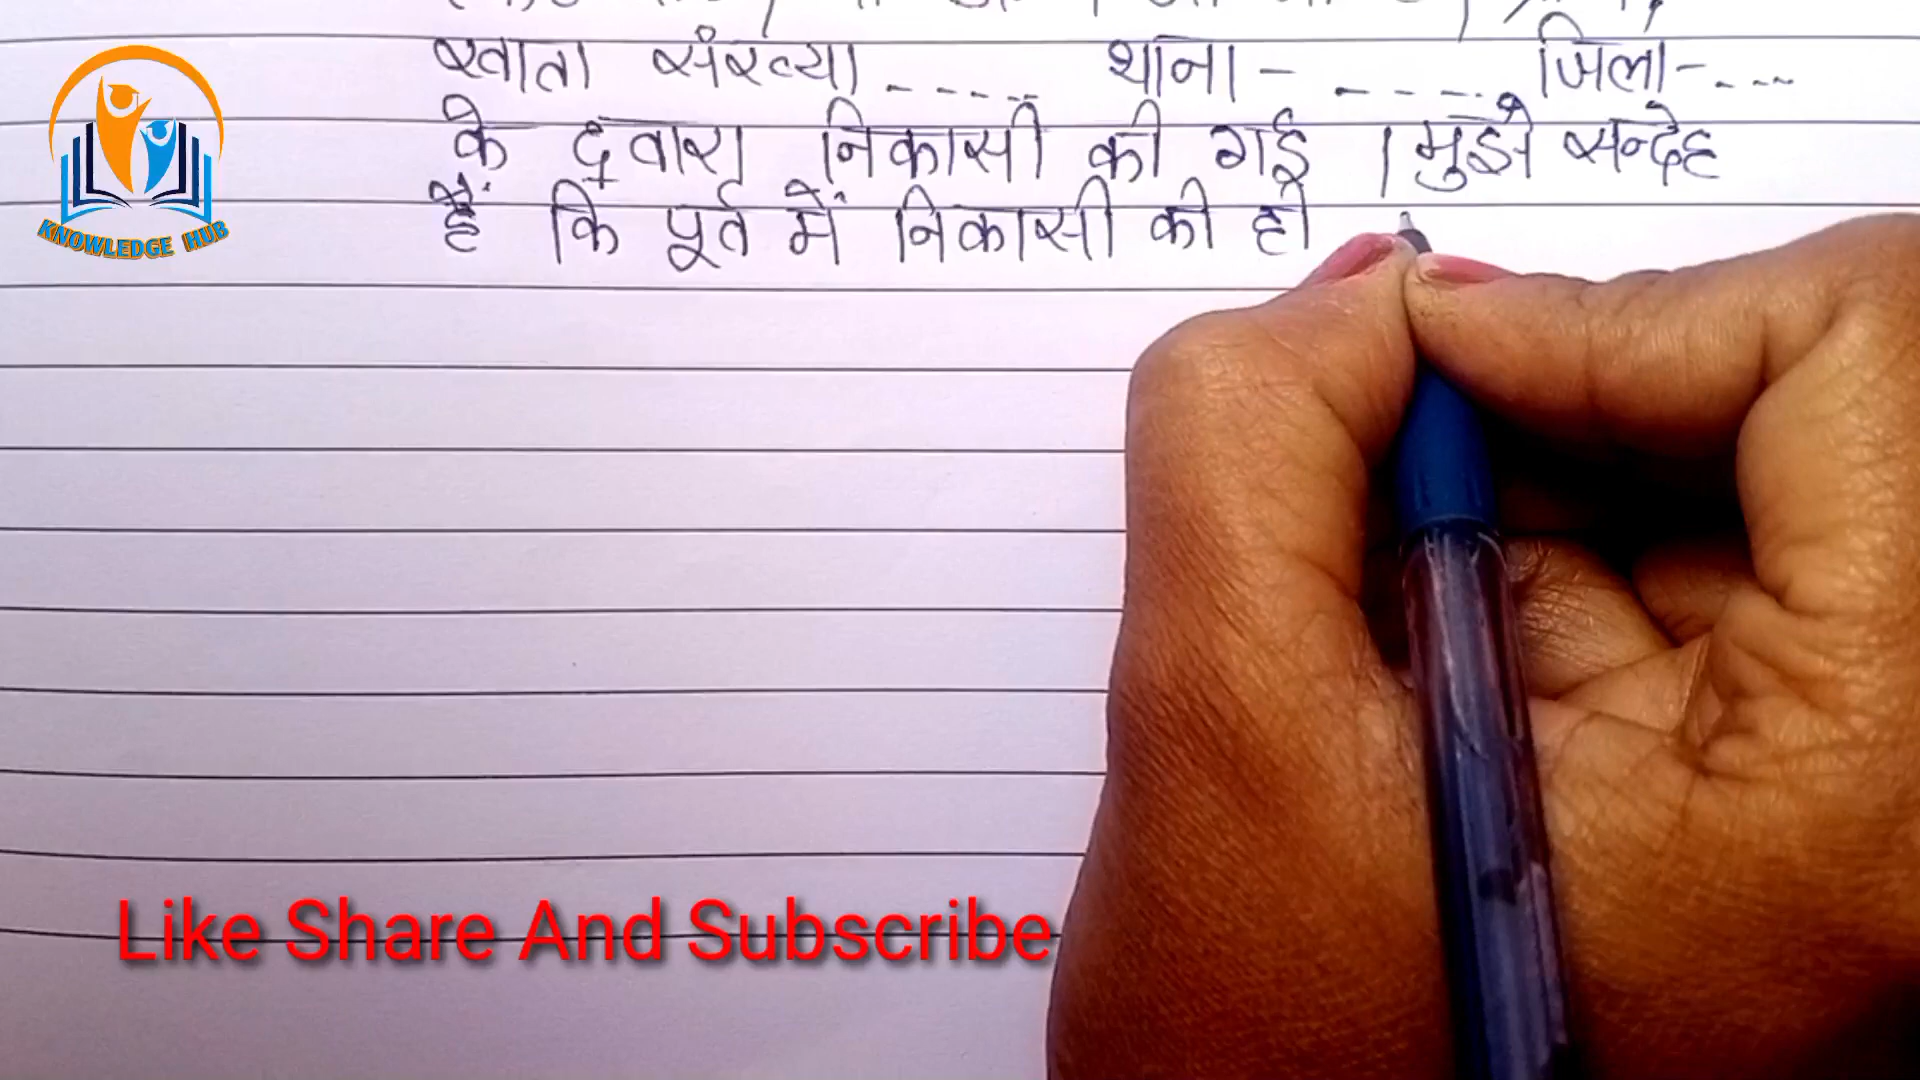 खाता संख्या ----- थाना - ---- जिला - ---
के द्वारा निकासी की गई । मुझे सन्देह
है कि पूर्त में निकासी की हो
KNOWLEDGE HUB
Like Share And Subscribe